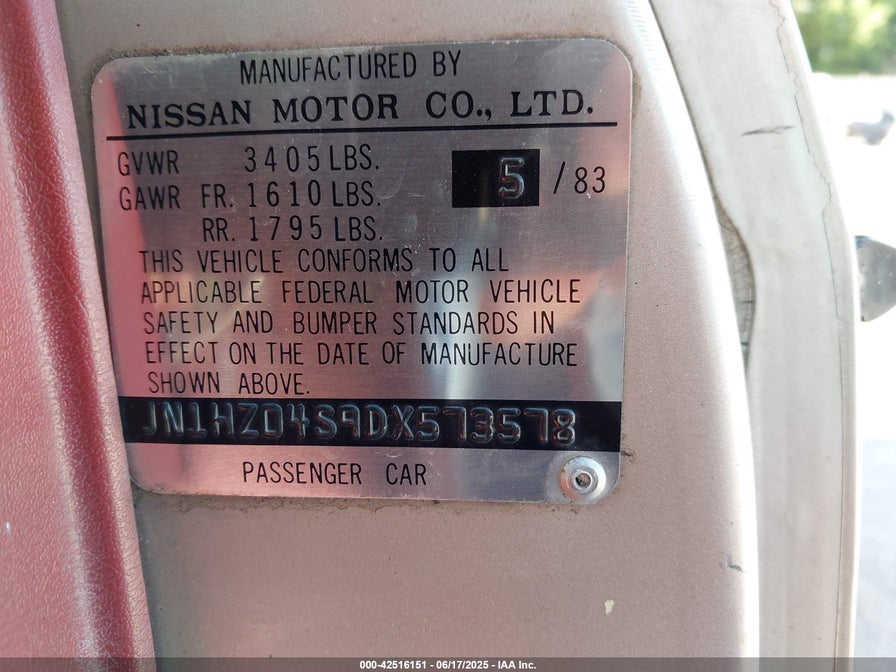 MANUFACTURED BY
NISSAN MOTOR CO., LTD.
GVWR 3405 LBS.
5 / 83
GAWR FR. 1610 LBS.
RR. 1795 LBS.
THIS VEHICLE CONFORMS TO ALL
APPLICABLE FEDERAL MOTOR VEHICLE
SAFETY AND BUMPER STANDARDS IN
EFFECT ON THE DATE OF MANUFACTURE
SHOWN ABOVE.
JN1HZ04S9DX573578
PASSENGER CAR
000-42516151 - 06/17/2025 - IAA Inc.